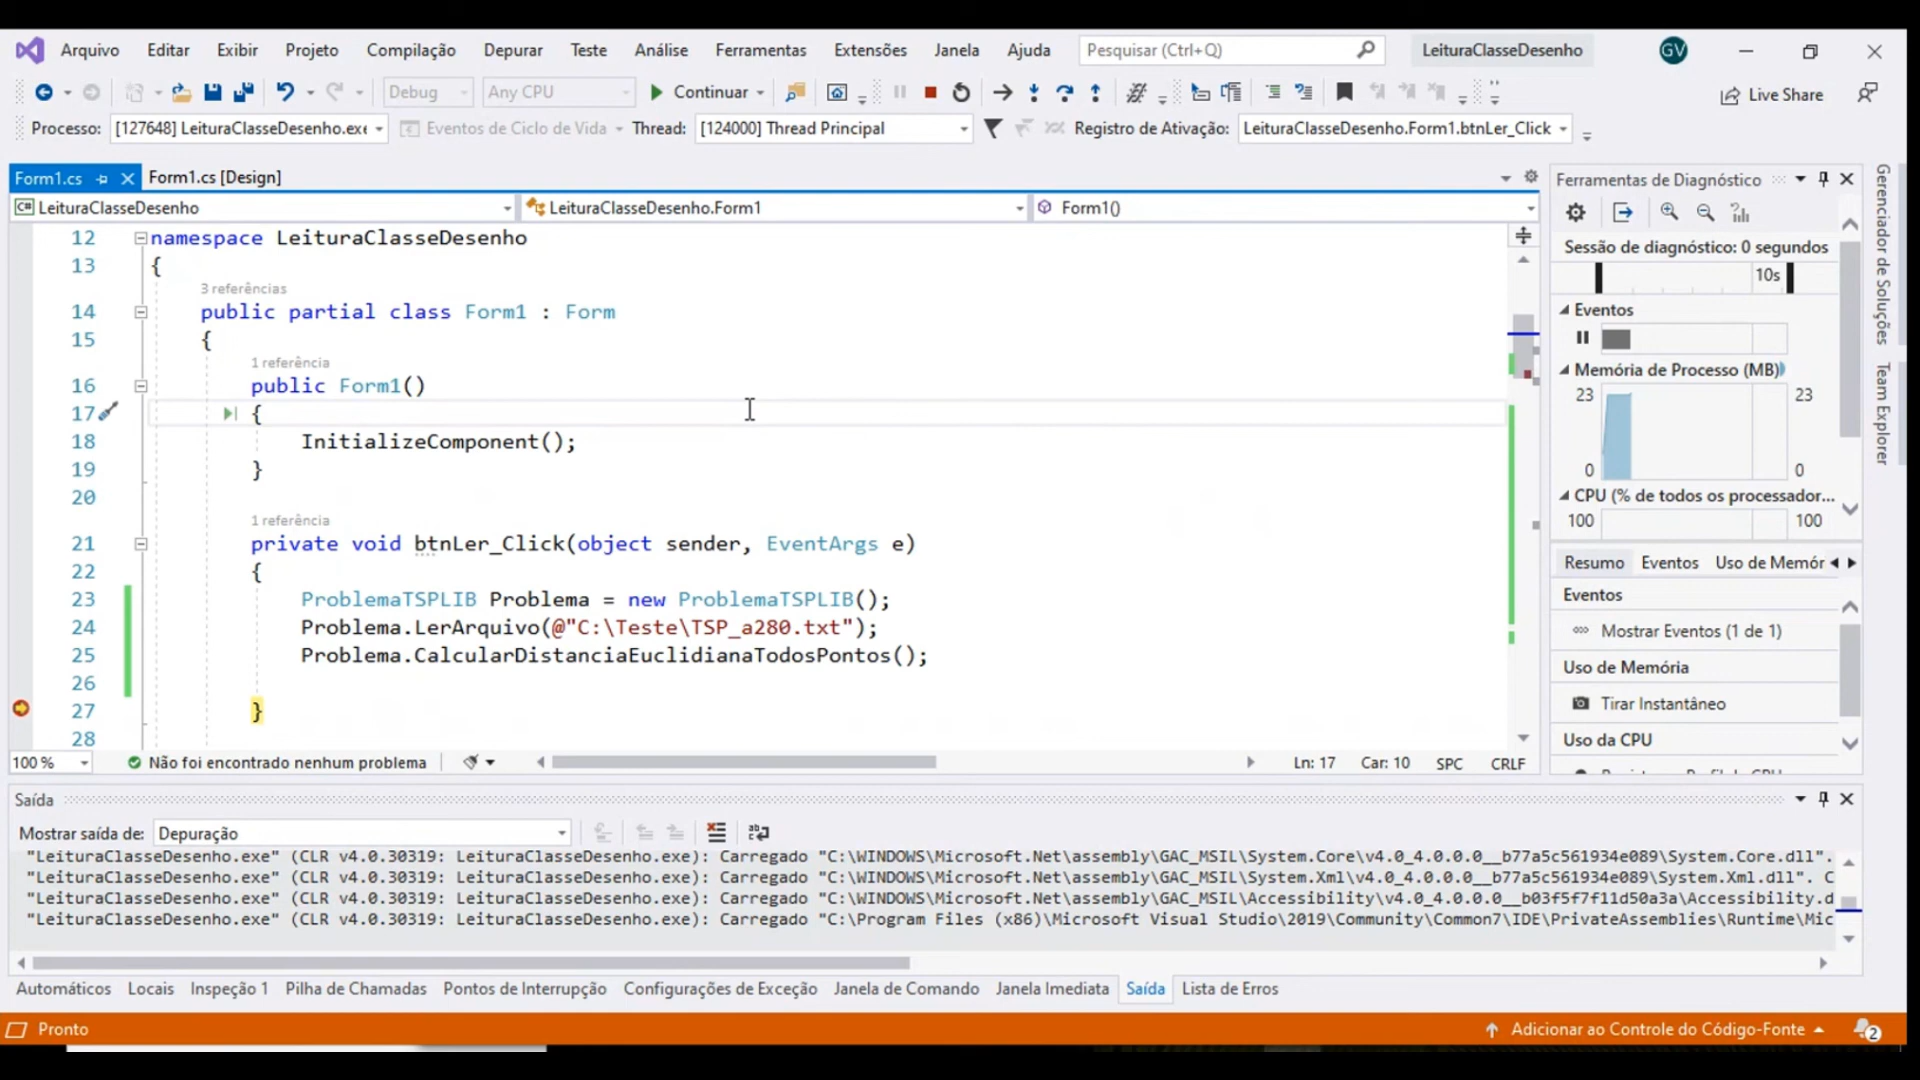 Arquivo Editar Exibir Projeto Compilação Depurar Teste Análise Ferramentas Extensões Janela Ajuda Pesquisar (Ctrl+Q) LeituraClasseDesenho GV
Debug Any CPU Continuar Live Share
Processo: [127648] LeituraClasseDesenho.exe Eventos de Ciclo de Vida Thread: [124000] Thread Principal Registro de Ativação: LeituraClasseDesenho.Form1.btnLer_Click
Form1.cs Form1.cs [Design]
C# LeituraClasseDesenho LeituraClasseDesenho.Form1 Form1()
12 namespace LeituraClasseDesenho
13 {
3 referências
14 public partial class Form1 : Form
15 {
1 referência
16 public Form1()
17 {
18 InitializeComponent();
19 }
20
1 referência
21 private void btnLer_Click(object sender, EventArgs e)
22 {
23 ProblemaTSPLIB Problema = new ProblemaTSPLIB();
24 Problema.LerArquivo(@"C:\Teste\TSP_a280.txt");
25 Problema.CalcularDistanciaEuclidianaTodosPontos();
26
27 }
28
100 % Não foi encontrado nenhum problema Ln: 17 Car: 10 SPC CRLF
Ferramentas de Diagnóstico
Sessão de diagnóstico: 0 segundos
10s
Eventos
Memória de Processo (MB)
23 23
0 0
CPU (% de todos os processador...
100 100
Resumo Eventos Uso de Memór
Eventos
Mostrar Eventos (1 de 1)
Uso de Memória
Tirar Instantâneo
Uso da CPU
Gerenciador de Soluções
Team Explorer
Saída
Mostrar saída de: Depuração
"LeituraClasseDesenho.exe" (CLR v4.0.30319: LeituraClasseDesenho.exe): Carregado "C:\WINDOWS\Microsoft.Net\assembly\GAC_MSIL\System.Core\v4.0_4.0.0.0__b77a5c561934e089\System.Core.dll".
"LeituraClasseDesenho.exe" (CLR v4.0.30319: LeituraClasseDesenho.exe): Carregado "C:\WINDOWS\Microsoft.Net\assembly\GAC_MSIL\System.Xml\v4.0_4.0.0.0__b77a5c561934e089\System.Xml.dll". C
"LeituraClasseDesenho.exe" (CLR v4.0.30319: LeituraClasseDesenho.exe): Carregado "C:\WINDOWS\Microsoft.Net\assembly\GAC_MSIL\Accessibility\v4.0_4.0.0.0__b03f5f7f11d50a3a\Accessibility.d
"LeituraClasseDesenho.exe" (CLR v4.0.30319: LeituraClasseDesenho.exe): Carregado "C:\Program Files (x86)\Microsoft Visual Studio\2019\Community\Common7\IDE\PrivateAssemblies\Runtime\Mic
Automáticos Locais Inspeção 1 Pilha de Chamadas Pontos de Interrupção Configurações de Exceção Janela de Comando Janela Imediata Saída Lista de Erros
Pronto Adicionar ao Controle do Código-Fonte 2